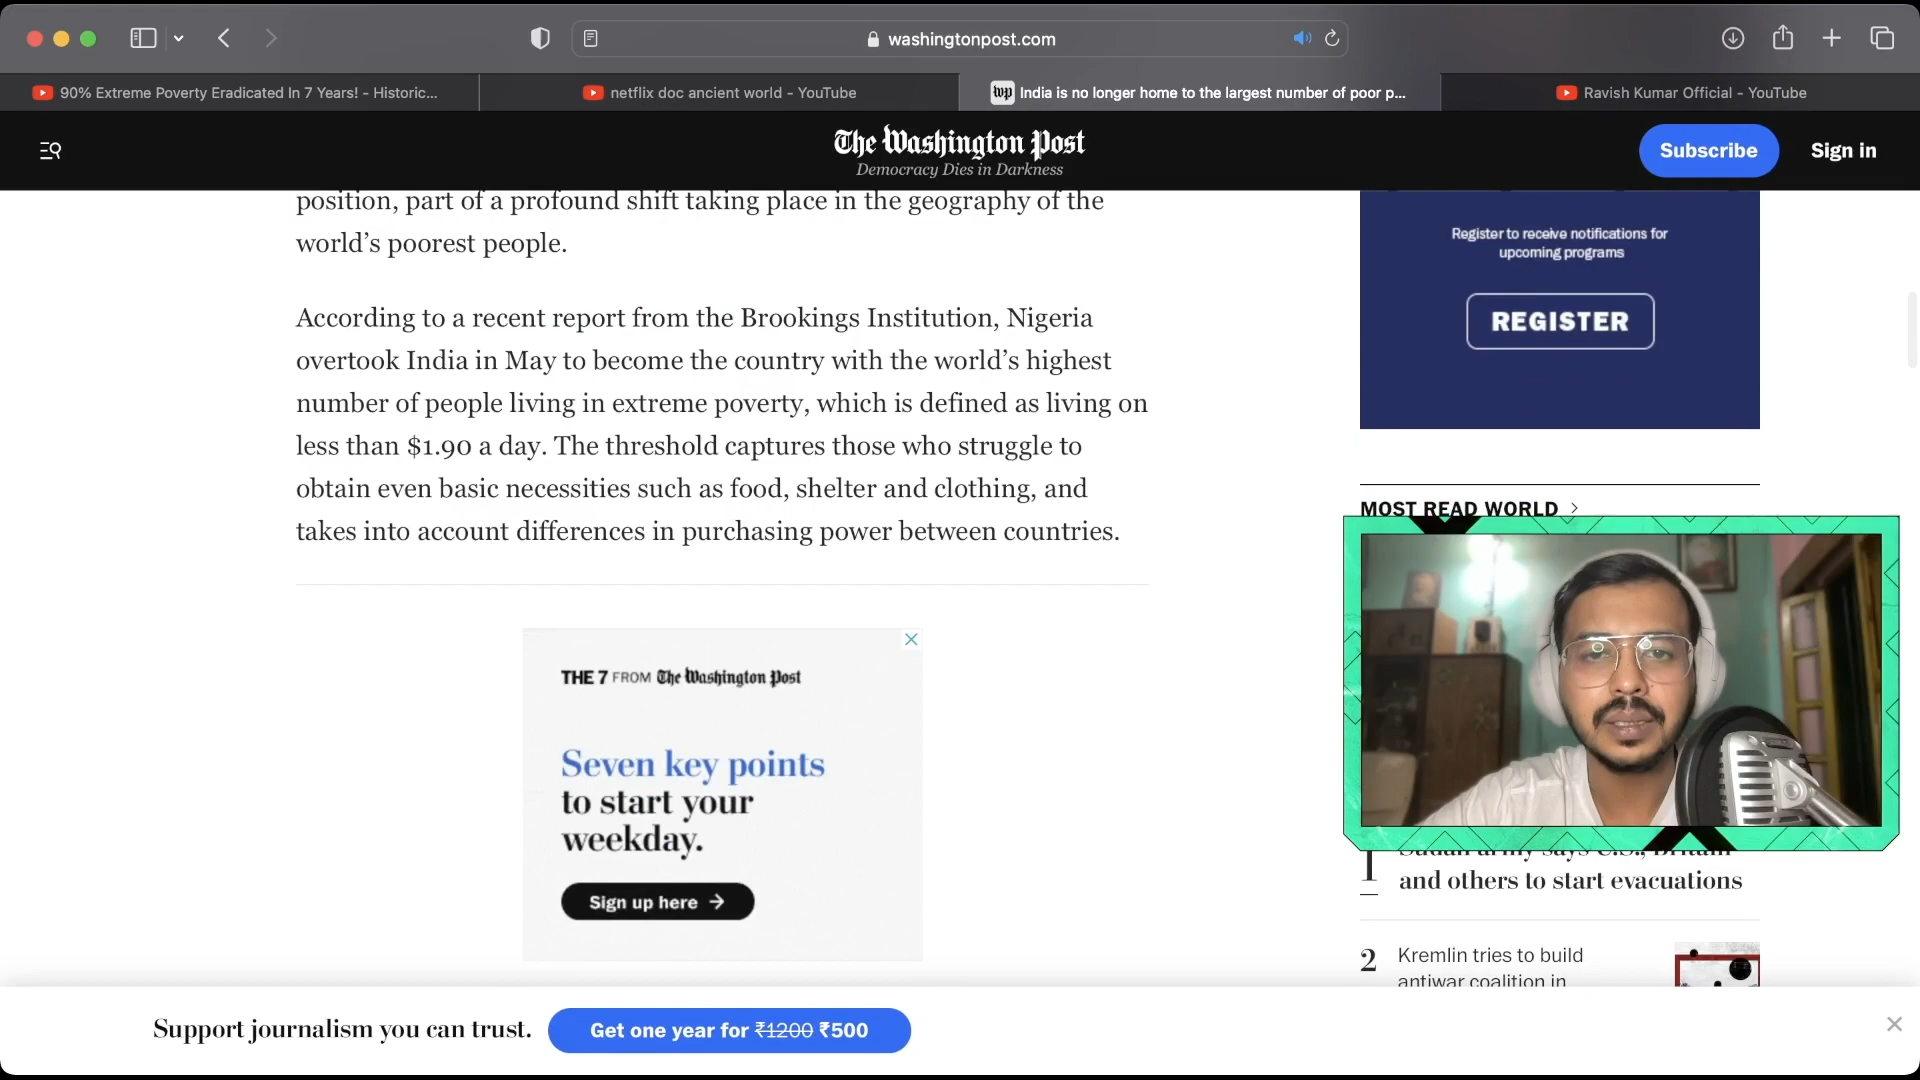 washingtonpost.com
90% Extreme Poverty Eradicated In 7 Years! - Historic...
netflix doc ancient world - YouTube
wp India is no longer home to the largest number of poor p...
Ravish Kumar Official - YouTube
The Washington Post
Democracy Dies in Darkness
Subscribe
Sign in
position, part of a profound shift taking place in the geography of the
world’s poorest people.
According to a recent report from the Brookings Institution, Nigeria
overtook India in May to become the country with the world’s highest
number of people living in extreme poverty, which is defined as living on
less than $1.90 a day. The threshold captures those who struggle to
obtain even basic necessities such as food, shelter and clothing, and
takes into account differences in purchasing power between countries.
THE 7 FROM The Washington Post
Seven key points
to start your
weekday.
Sign up here →
Register to receive notifications for
upcoming programs
REGISTER
MOST READ WORLD >
1
Sudan army says U.S., Britain
and others to start evacuations
2
Kremlin tries to build
antiwar coalition in
Support journalism you can trust.
Get one year for ₹1200 ₹500